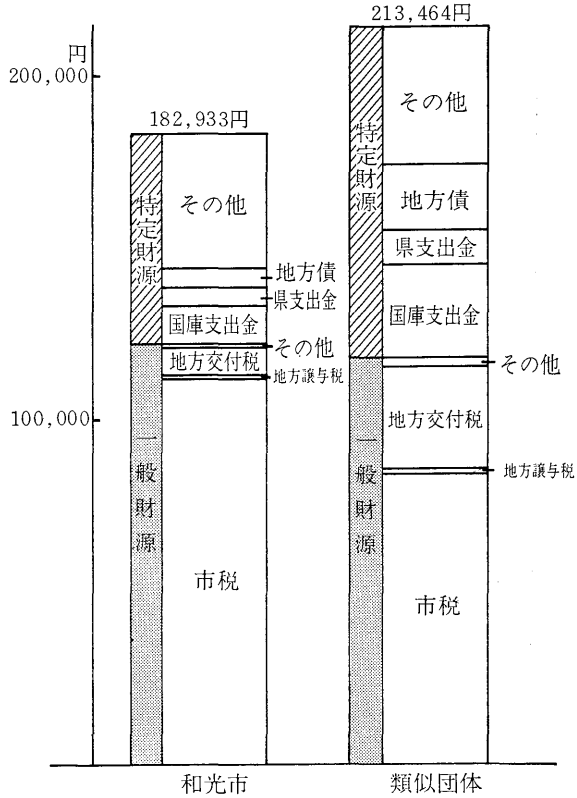 円
200,000
100,000
182,933円
特定財源
一般財源
その他
地方債
県支出金
国庫支出金
その他
地方交付税
地方譲与税
市税
和光市
213,464円
特定財源
一般財源
その他
地方債
県支出金
国庫支出金
その他
地方交付税
地方譲与税
市税
類似団体